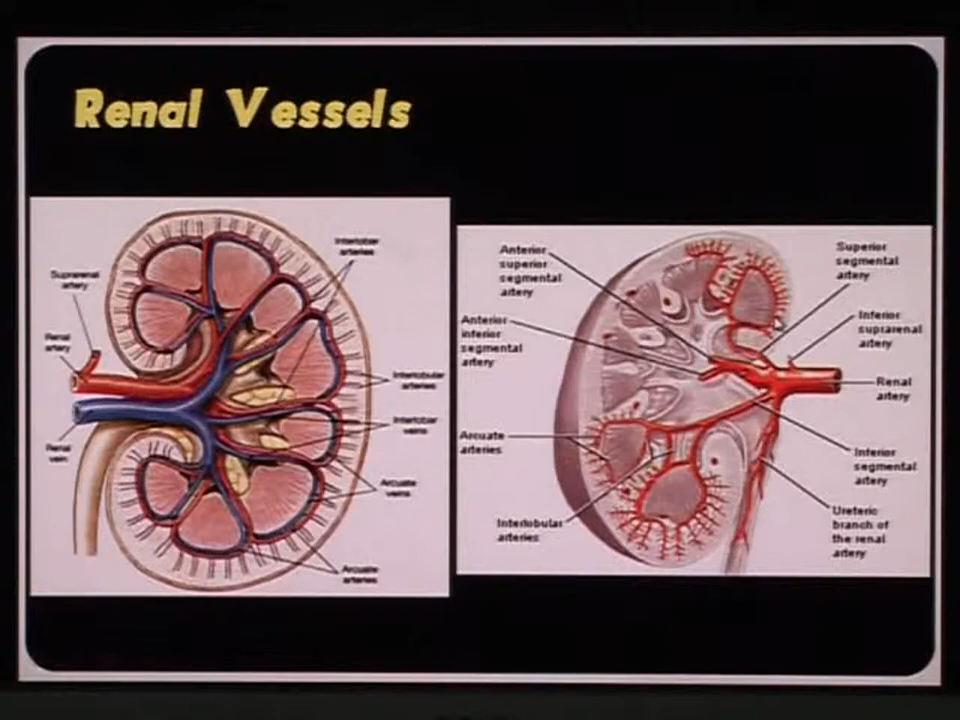 Renal Vessels
Suprarenal
artery
Renal
artery
Renal
vein
Interlobar
arteries
Interlobular
arteries
Interlobar
veins
Arcuate
veins
Arcuate
arteries
Anterior
superior
segmental
artery
Anterior
inferior
segmental
artery
Arcuate
arteries
Interlobular
arteries
Superior
segmental
artery
Inferior
suprarenal
artery
Renal
artery
Inferior
segmental
artery
Ureteric
branch of
the renal
artery